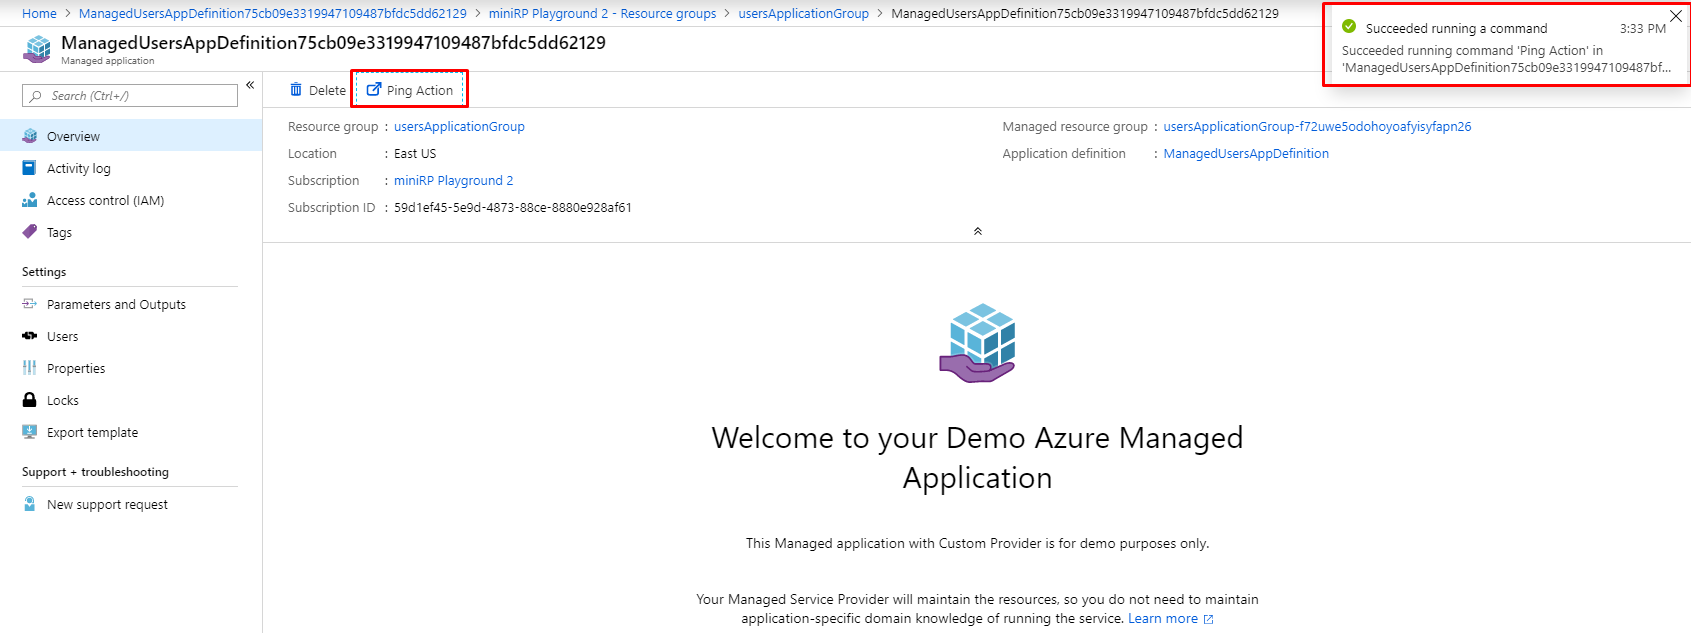 Home > ManagedUsersAppDefinition75cb09e3319947109487bfdc5dd62129 > miniRP Playground 2 - Resource groups > usersApplicationGroup > ManagedUsersAppDefinition75cb09e3319947109487bfdc5dd62129
ManagedUsersAppDefinition75cb09e3319947109487bfdc5dd62129
Managed application
Succeeded running a command 3:33 PM
Succeeded running command 'Ping Action' in
'ManagedUsersAppDefinition75cb09e3319947109487bf...
Search (Ctrl+/)
Overview
Activity log
Access control (IAM)
Tags
Settings
Parameters and Outputs
Users
Properties
Locks
Export template
Support + troubleshooting
New support request
Delete
Ping Action
Resource group : usersApplicationGroup
Location : East US
Subscription : miniRP Playground 2
Subscription ID : 59d1ef45-5e9d-4873-88ce-8880e928af61
Managed resource group : usersApplicationGroup-f72uwe5odohoyoafyisyfapn26
Application definition : ManagedUsersAppDefinition
Welcome to your Demo Azure Managed
Application
This Managed application with Custom Provider is for demo purposes only.
Your Managed Service Provider will maintain the resources, so you do not need to maintain
application-specific domain knowledge of running the service. Learn more